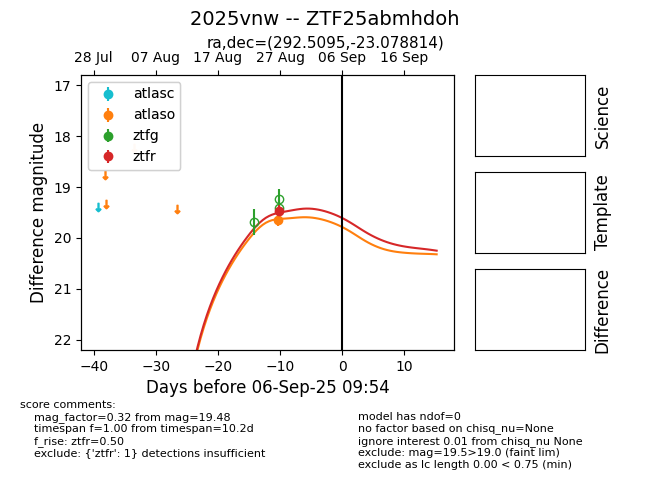 2025vnw -- ZTF25abmhdoh
ra,dec=(292.5095,-23.078814)
28 Jul 07 Aug 17 Aug 27 Aug 06 Sep 16 Sep
17
18
19
20
21
22
Difference magnitude
atlasc
atlaso
ztfg
ztfr
−40 −30 −20 −10 0 10
Days before 06-Sep-25 09:54
Science
Template
Difference
score comments:
mag_factor=0.32 from mag=19.48
timespan f=1.00 from timespan=10.2d
f_rise: ztfr=0.50
exclude: {'ztfr': 1} detections insufficient
model has ndof=0
no factor based on chisq_nu=None
ignore interest 0.01 from chisq_nu None
exclude: mag=19.5>19.0 (faint lim)
exclude as lc length 0.00 < 0.75 (min)